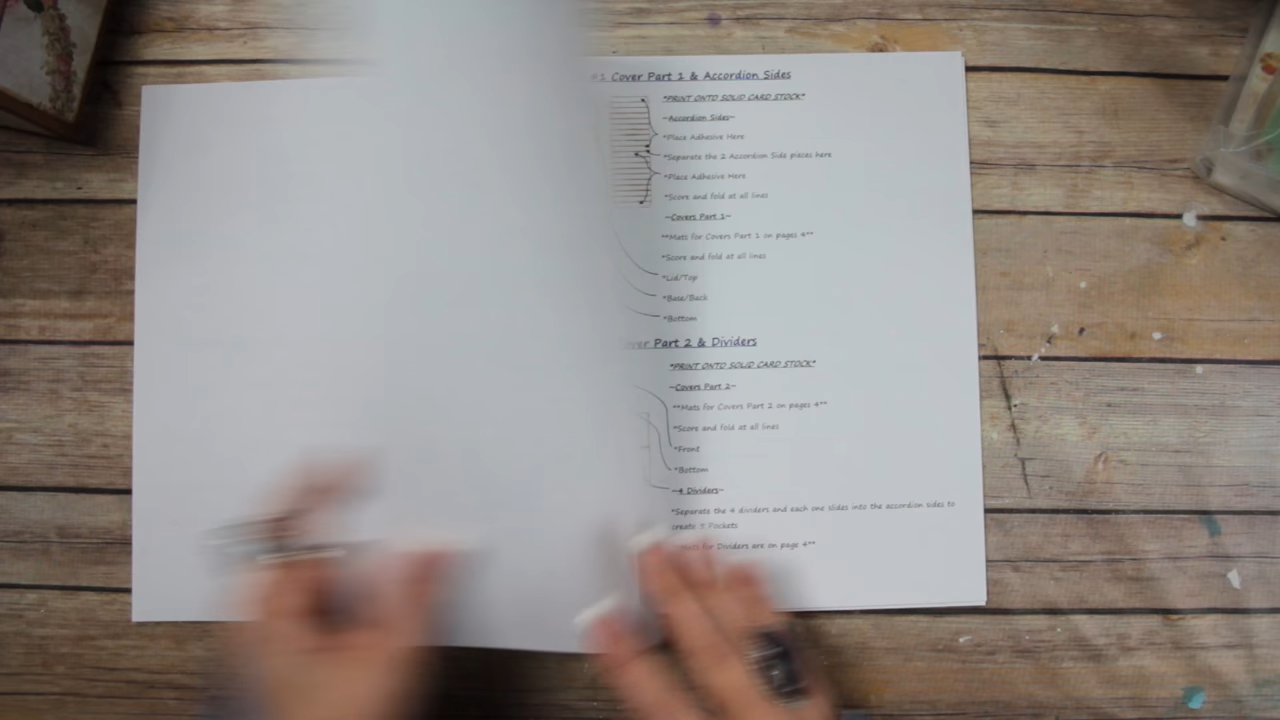 #1 Cover Part 1 & Accordion Sides
*PRINT ONTO SOLID CARD STOCK*
~Accordion Sides~
*Place Adhesive Here
*Separate the 2 Accordion Side pieces here
*Place Adhesive Here
*Score and fold at all lines
~Covers Part 1~
**Mats for Covers Part 1 on pages 4**
*Score and fold at all lines
*Lid/Top
*Base/Back
*Bottom
Part 2 & Dividers
*PRINT ONTO SOLID CARD STOCK*
~Covers Part 2~
**Mats for Covers Part 2 on pages 4**
*Score and fold at all lines
*Front
*Bottom
~4 Dividers~
*Separate the 4 dividers and each one slides into the accordion sides to
create Pockets
for Dividers are on page 4**